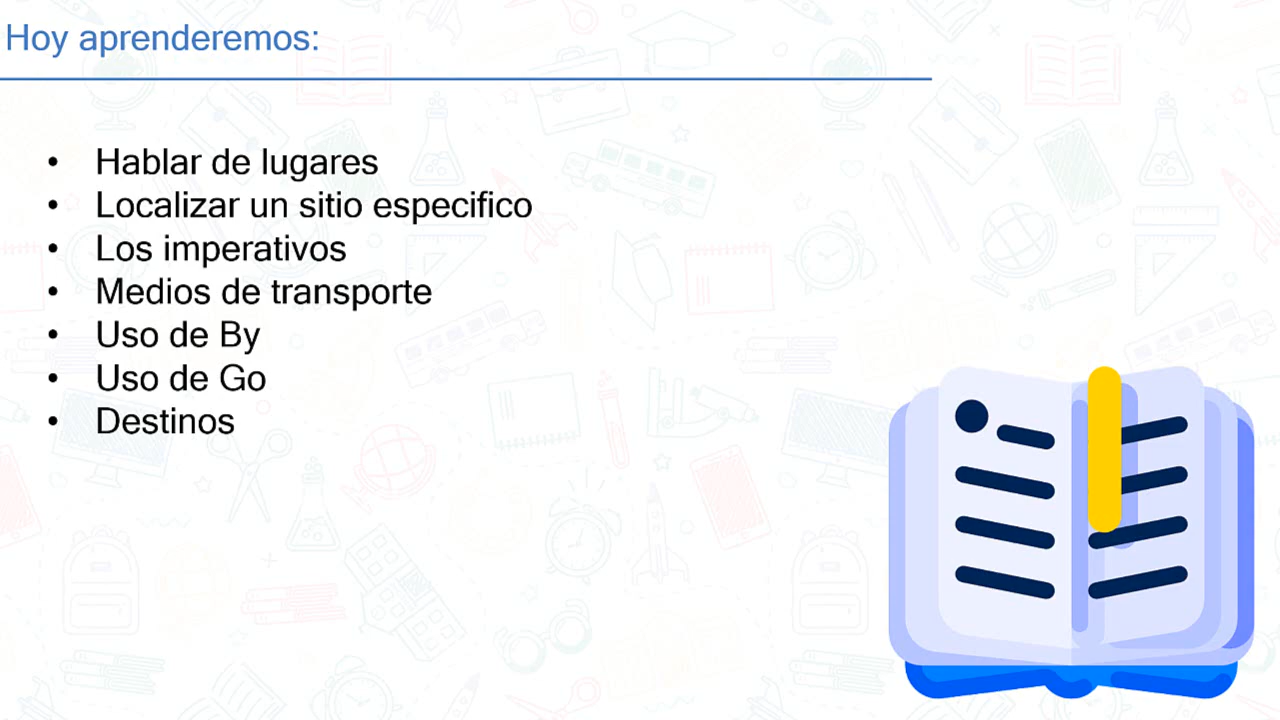 Hoy aprenderemos:
• Hablar de lugares
• Localizar un sitio especifico
• Los imperativos
• Medios de transporte
• Uso de By
• Uso de Go
• Destinos